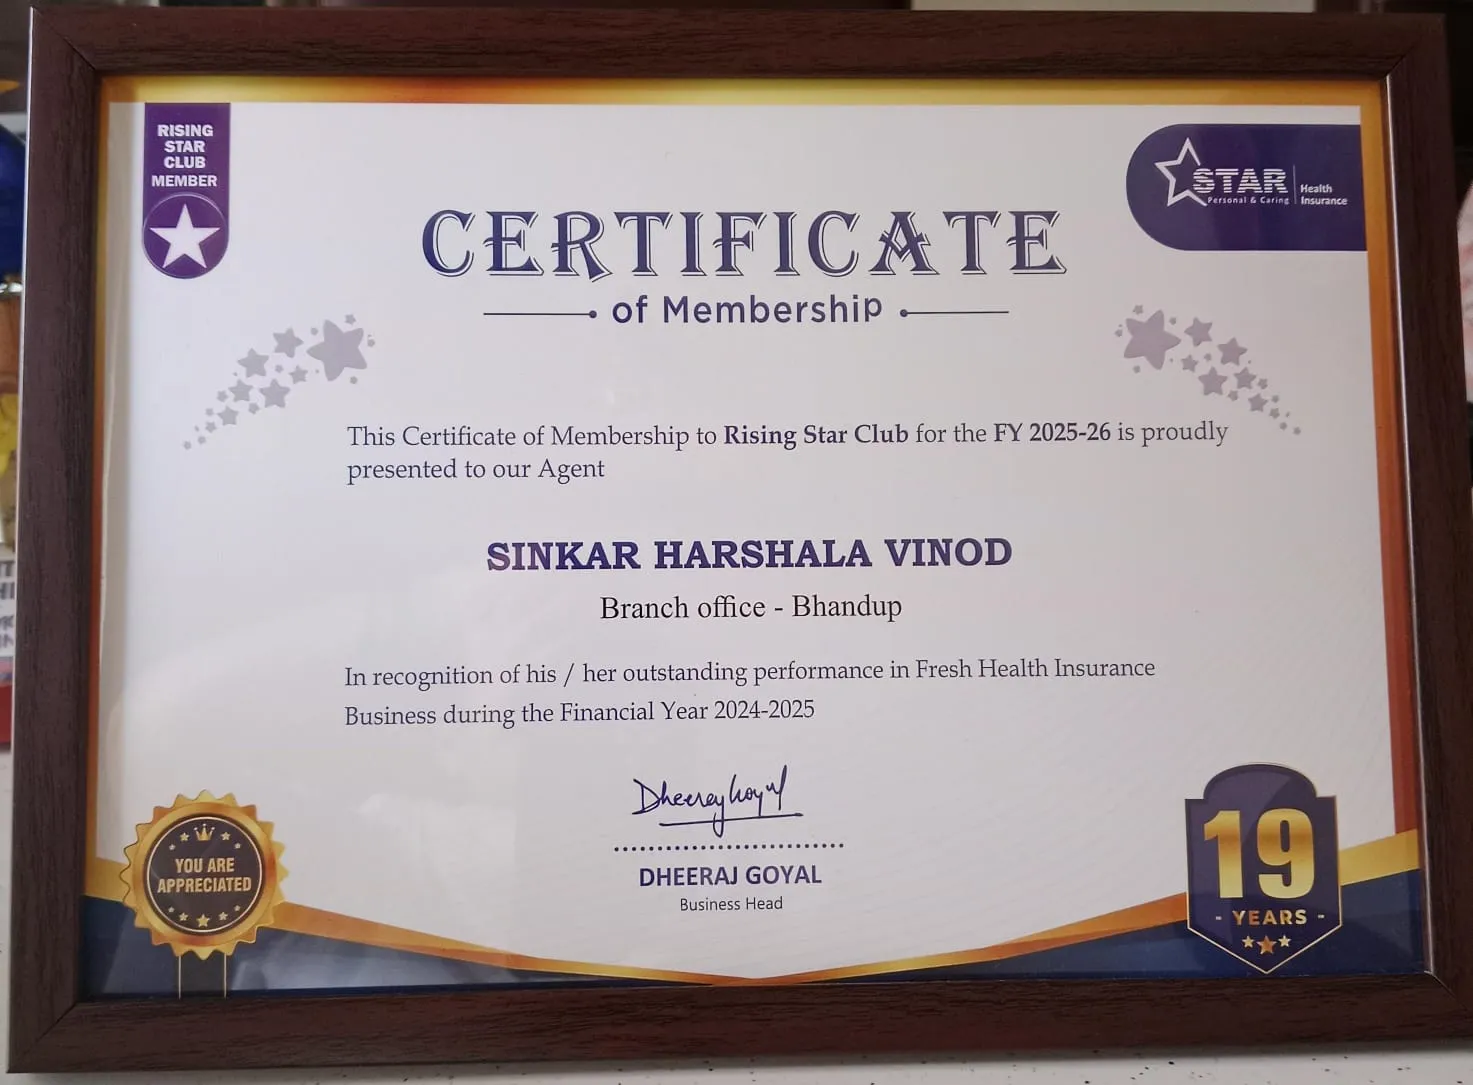 RISING
STAR
CLUB
MEMBER
STAR
Personal & Caring
Health
Insurance
CERTIFICATE
of Membership
This Certificate of Membership to Rising Star Club for the FY 2025-26 is proudly
presented to our Agent
SINKAR HARSHALA VINOD
Branch office - Bhandup
In recognition of his / her outstanding performance in Fresh Health Insurance
Business during the Financial Year 2024-2025
Dheeraj Goyal
DHEERAJ GOYAL
Business Head
YOU ARE
APPRECIATED
19
- YEARS -